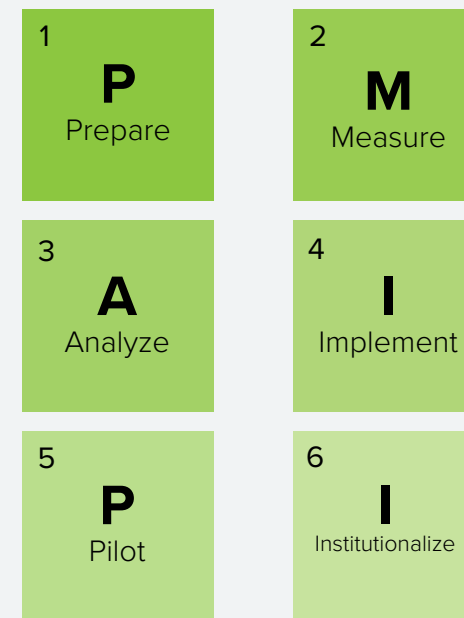 1
P
Prepare
2
M
Measure
3
A
Analyze
4
I
Implement
5
P
Pilot
6
I
Institutionalize